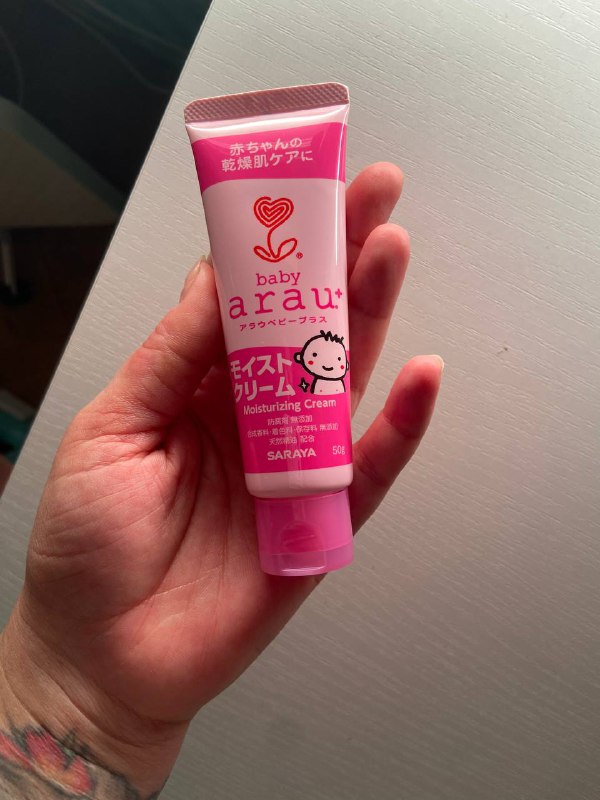 赤ちゃんの
乾燥肌ケアに
®
baby
arau.+
アラウベビープラス
モイスト
クリーム
Moisturizing Cream
防腐剤 無添加
合成香料・着色料・保存料 無添加
天然精油 配合
SARAYA
50g